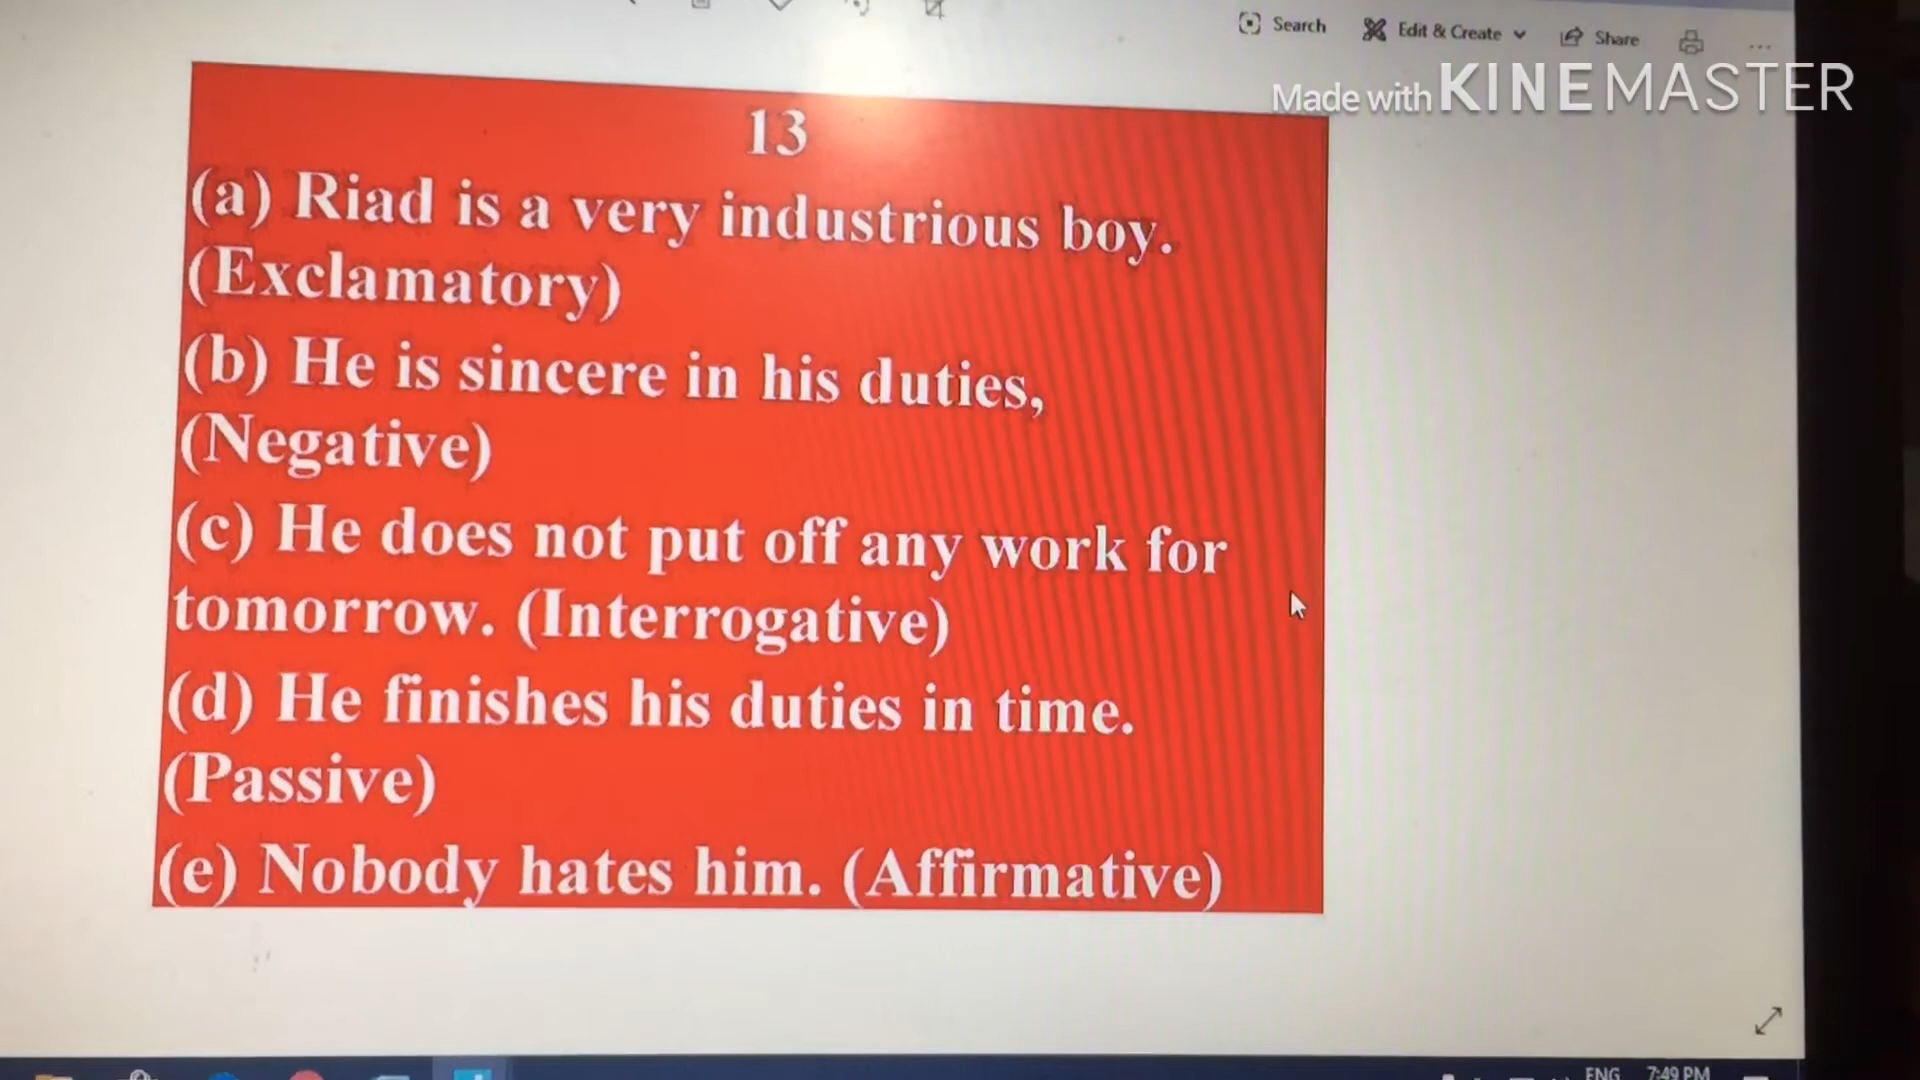 Search Edit & Create Share
Made with KINEMASTER
13
(a) Riad is a very industrious boy.
(Exclamatory)
(b) He is sincere in his duties,
(Negative)
(c) He does not put off any work for
tomorrow. (Interrogative)
(d) He finishes his duties in time.
(Passive)
(e) Nobody hates him. (Affirmative)
ENG 7:49 PM